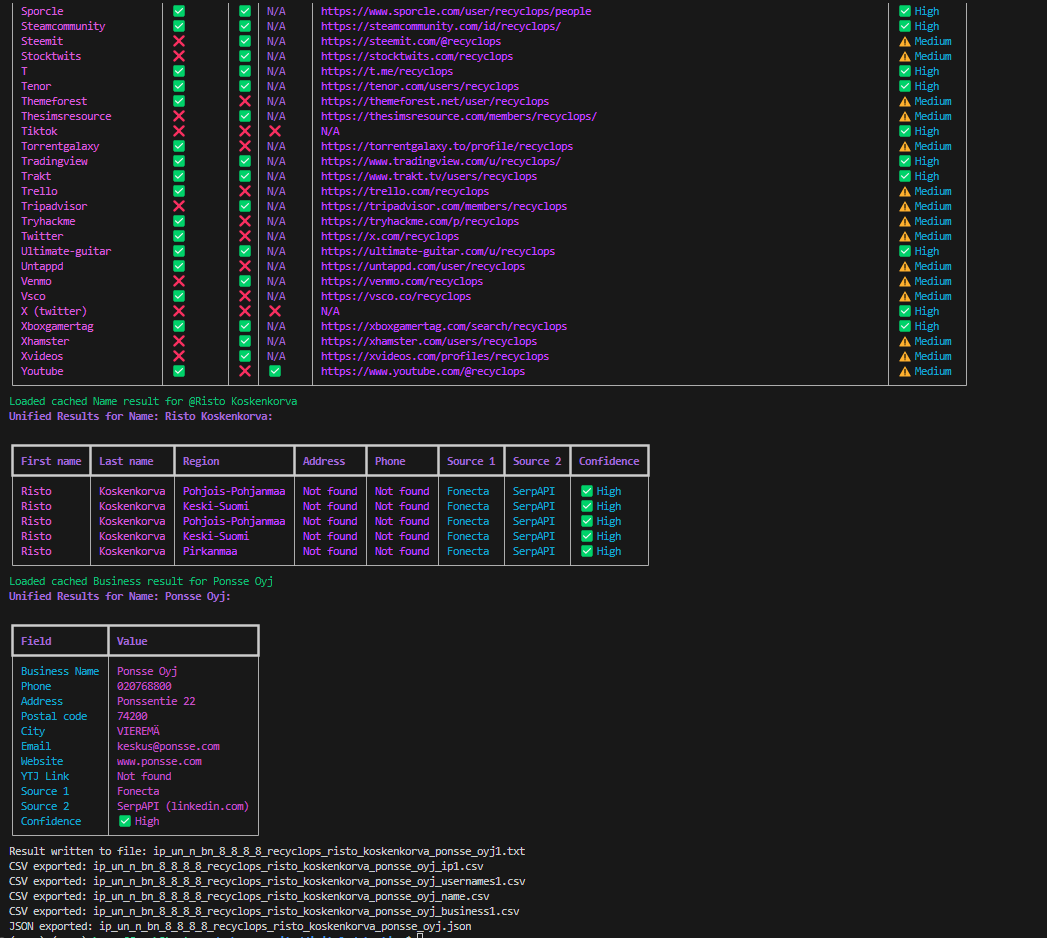 Sporcle ✅ ✅ N/A https://www.sporcle.com/user/recyclops/people ✅ High
Steamcommunity ✅ ✅ N/A https://steamcommunity.com/id/recyclops/ ✅ High
Steemit ❌ ✅ N/A https://steemit.com/@recyclops ⚠ Medium
Stocktwits ❌ ✅ N/A https://stocktwits.com/recyclops ⚠ Medium
T ✅ ✅ N/A https://t.me/recyclops ✅ High
Tenor ✅ ✅ N/A https://tenor.com/users/recyclops ✅ High
Themeforest ✅ ❌ N/A https://themeforest.net/user/recyclops ⚠ Medium
Thesimsresource ❌ ✅ N/A https://thesimsresource.com/members/recyclops/ ⚠ Medium
Tiktok ❌ ❌ ❌ N/A ✅ High
Torrentgalaxy ✅ ❌ N/A https://torrentgalaxy.to/profile/recyclops ⚠ Medium
Tradingview ✅ ✅ N/A https://www.tradingview.com/u/recyclops/ ✅ High
Trakt ✅ ✅ N/A https://www.trakt.tv/users/recyclops ✅ High
Trello ✅ ❌ N/A https://trello.com/recyclops ⚠ Medium
Tripadvisor ❌ ✅ N/A https://tripadvisor.com/members/recyclops ⚠ Medium
Tryhackme ✅ ❌ N/A https://tryhackme.com/p/recyclops ⚠ Medium
Twitter ✅ ❌ N/A https://x.com/recyclops ⚠ Medium
Ultimate-guitar ✅ ✅ N/A https://ultimate-guitar.com/u/recyclops ✅ High
Untappd ✅ ❌ N/A https://untappd.com/user/recyclops ⚠ Medium
Venmo ❌ ✅ N/A https://venmo.com/recyclops ⚠ Medium
Vsco ✅ ❌ N/A https://vsco.co/recyclops ⚠ Medium
X (twitter) ❌ ❌ ❌ N/A ✅ High
Xboxgamertag ✅ ✅ N/A https://xboxgamertag.com/search/recyclops ✅ High
Xhamster ❌ ✅ N/A https://xhamster.com/users/recyclops ⚠ Medium
Xvideos ❌ ✅ N/A https://xvideos.com/profiles/recyclops ⚠ Medium
Youtube ✅ ❌ ✅ https://www.youtube.com/@recyclops ⚠ Medium
Loaded cached Name result for @Risto Koskenkorva
Unified Results for Name: Risto Koskenkorva:
First name Last name Region Address Phone Source 1 Source 2 Confidence
Risto Koskenkorva Pohjois-Pohjanmaa Not found Not found Fonecta SerpAPI ✅ High
Risto Koskenkorva Keski-Suomi Not found Not found Fonecta SerpAPI ✅ High
Risto Koskenkorva Pohjois-Pohjanmaa Not found Not found Fonecta SerpAPI ✅ High
Risto Koskenkorva Keski-Suomi Not found Not found Fonecta SerpAPI ✅ High
Risto Koskenkorva Pirkanmaa Not found Not found Fonecta SerpAPI ✅ High
Loaded cached Business result for Ponsse Oyj
Unified Results for Name: Ponsse Oyj:
Field Value
Business Name Ponsse Oyj
Phone 020768800
Address Ponssentie 22
Postal code 74200
City VIEREMÄ
Email keskus@ponsse.com
Website www.ponsse.com
YTJ Link Not found
Source 1 Fonecta
Source 2 SerpAPI (linkedin.com)
Confidence ✅ High
Result written to file: ip_un_n_bn_8_8_8_8_recyclops_risto_koskenkorva_ponsse_oyj1.txt
CSV exported: ip_un_n_bn_8_8_8_8_recyclops_risto_koskenkorva_ponsse_oyj_ip1.csv
CSV exported: ip_un_n_bn_8_8_8_8_recyclops_risto_koskenkorva_ponsse_oyj_usernames1.csv
CSV exported: ip_un_n_bn_8_8_8_8_recyclops_risto_koskenkorva_ponsse_oyj_name.csv
CSV exported: ip_un_n_bn_8_8_8_8_recyclops_risto_koskenkorva_ponsse_oyj_business1.csv
JSON exported: ip_un_n_bn_8_8_8_8_recyclops_risto_koskenkorva_ponsse_oyj.json